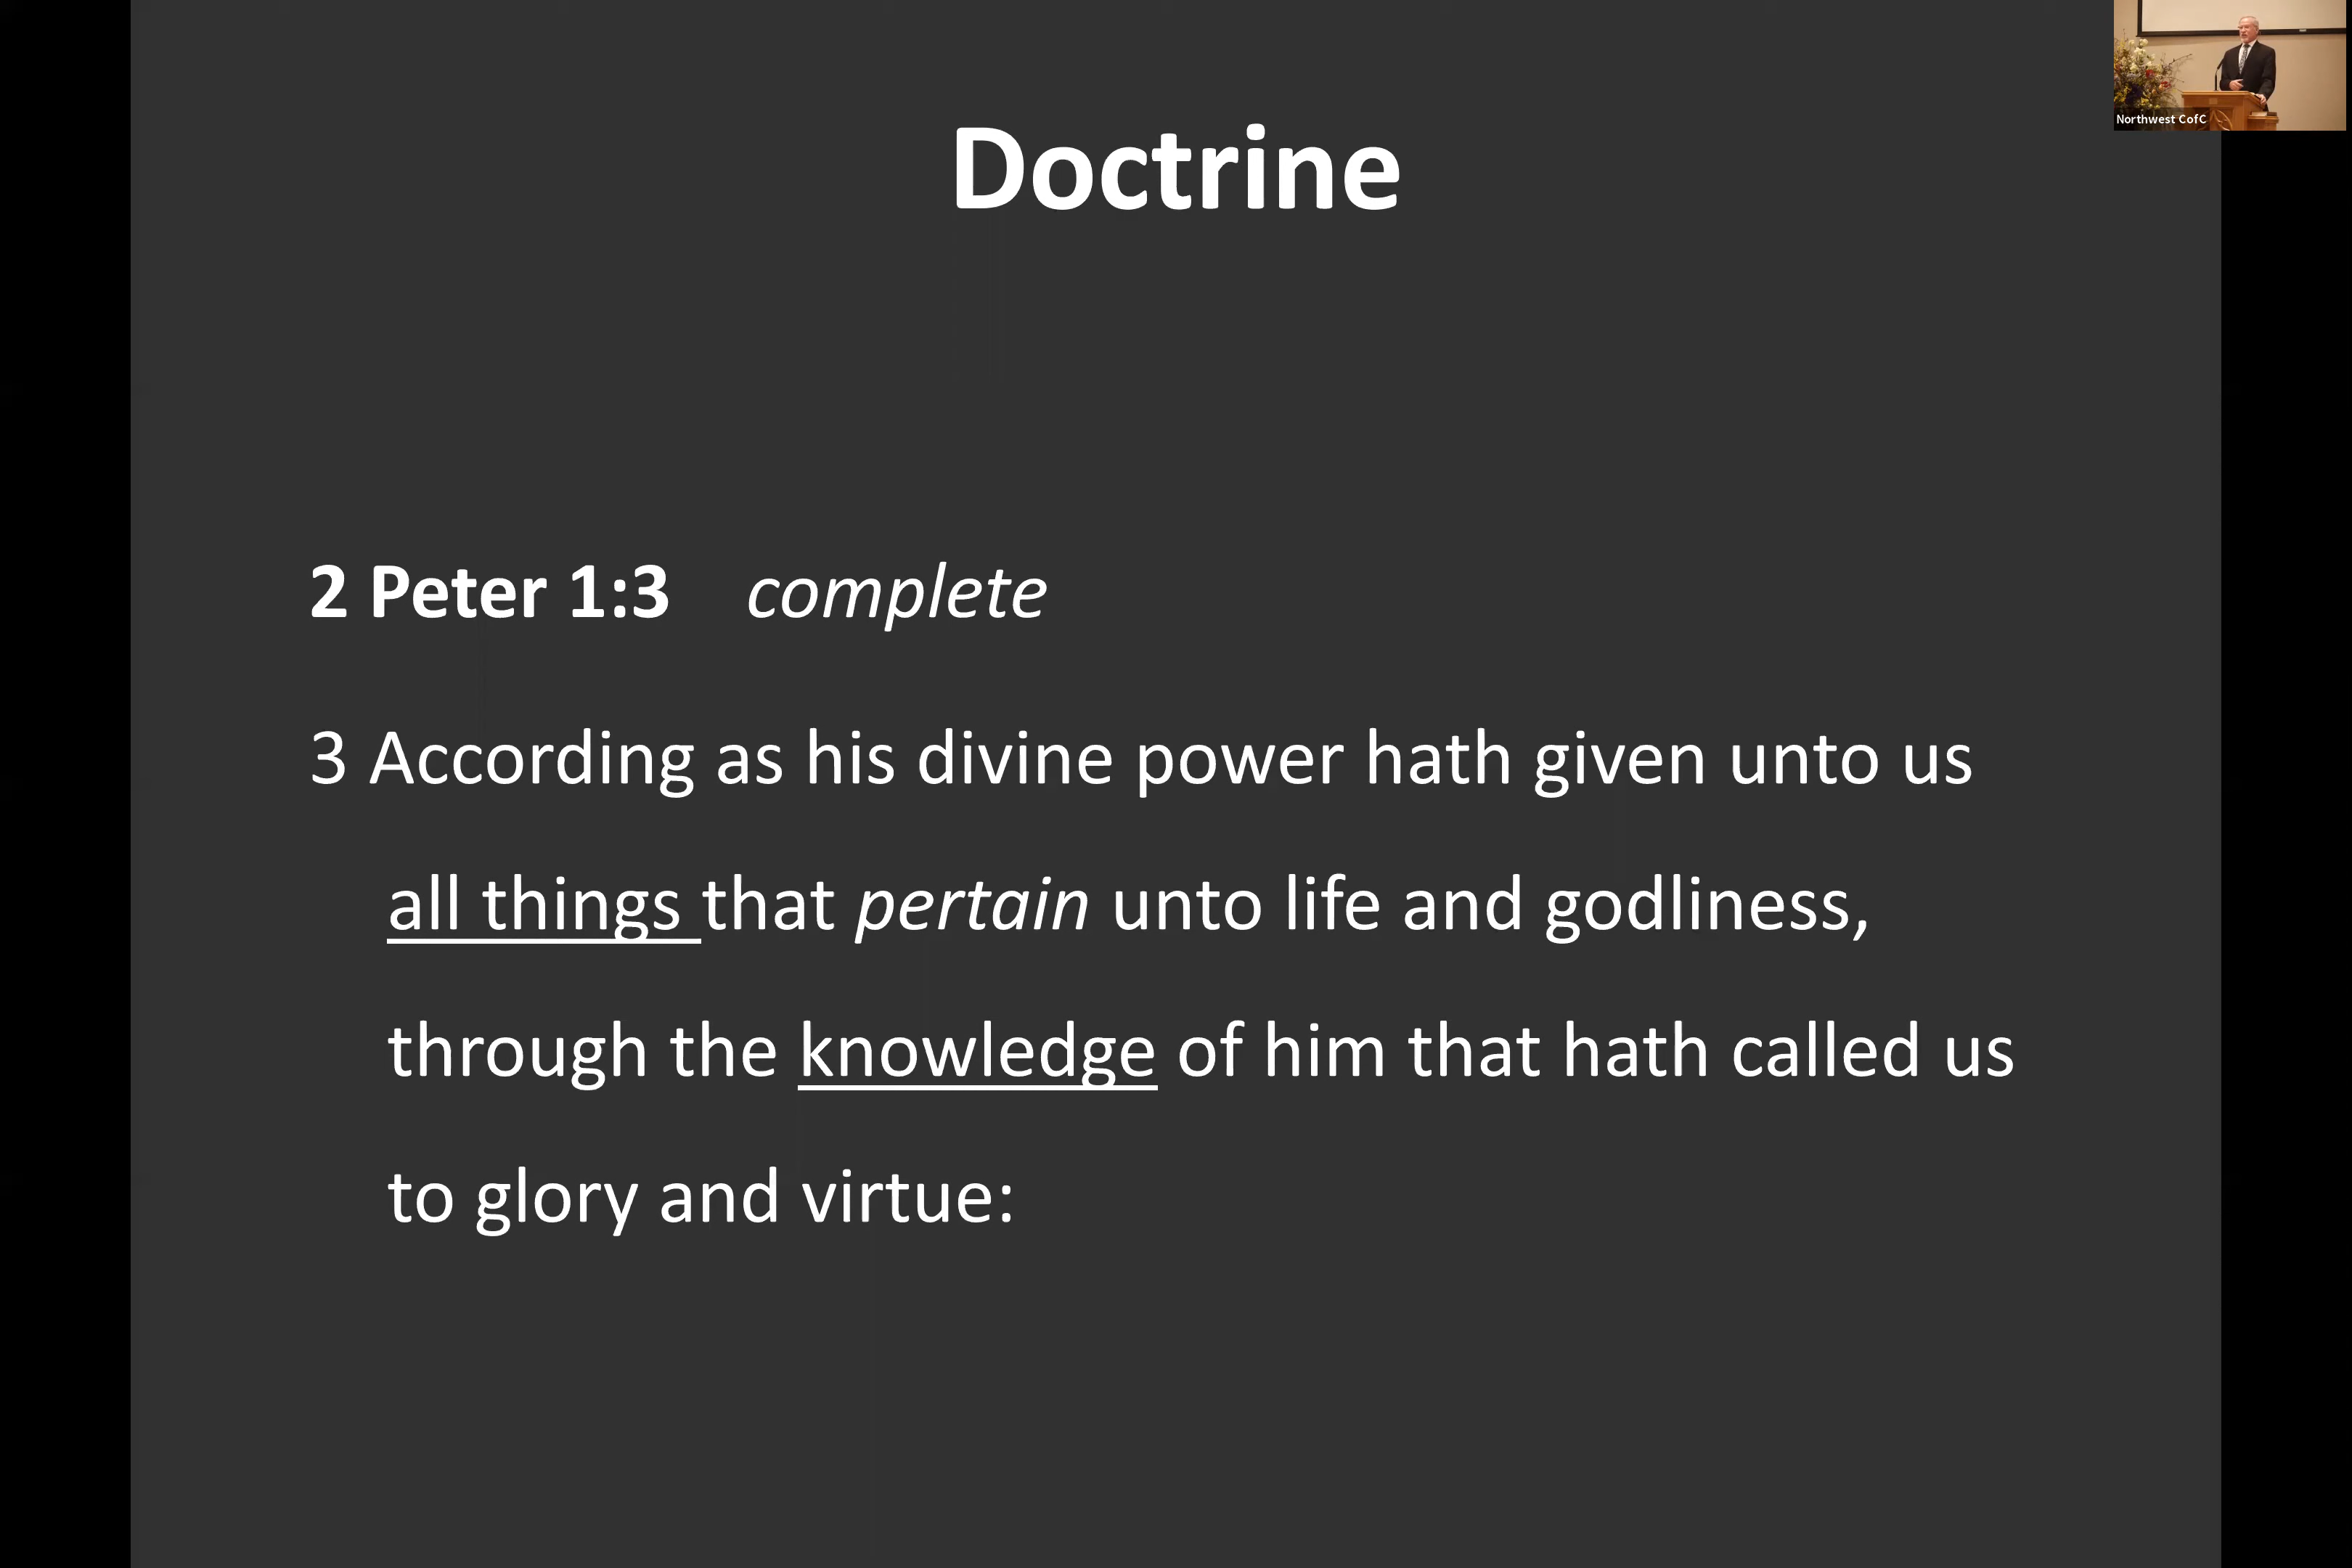 Doctrine
Northwest CofC
2 Peter 1:3 complete
3 According as his divine power hath given unto us
all things that pertain unto life and godliness,
through the knowledge of him that hath called us
to glory and virtue: